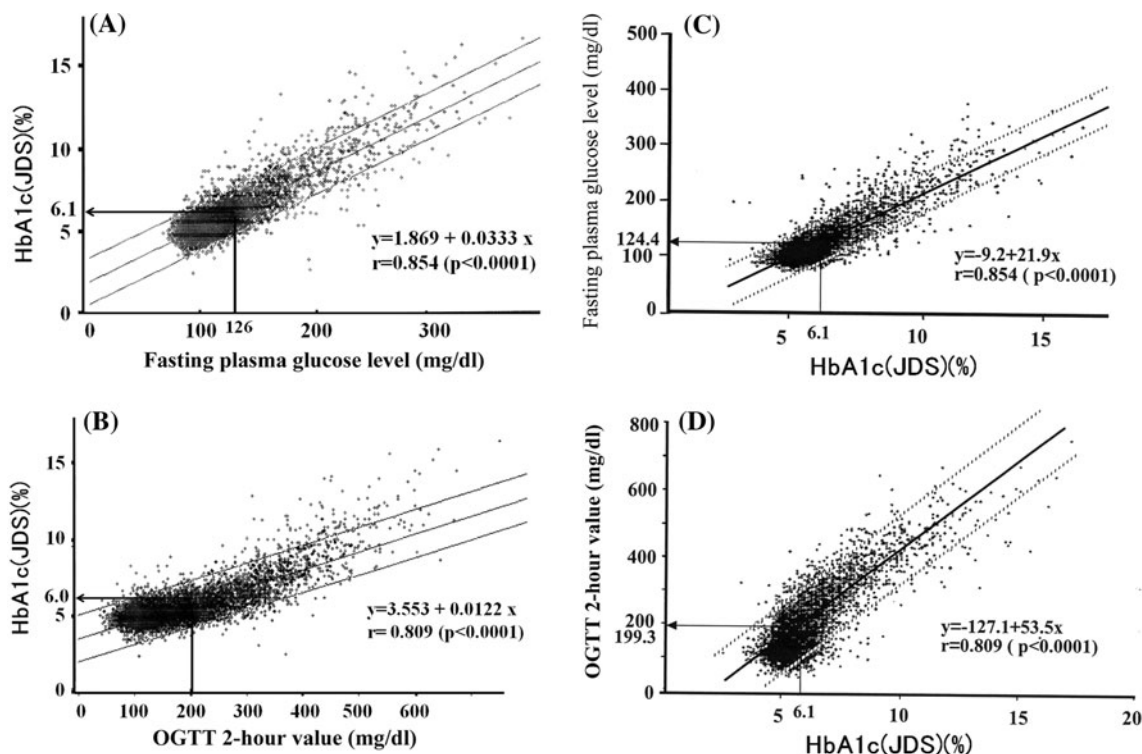 (A)
HbA1c(JDS)(%)
15
10
6.1
5
0
y=1.869 + 0.0333 x
r=0.854 (p<0.0001)
0 100 126 200 300
Fasting plasma glucose level (mg/dl)
(C)
Fasting plasma glucose level (mg/dl)
500
400
300
200
124.4
100
0
y=-9.2+21.9x
r=0.854 ( p<0.0001)
5 6.1 10 15
HbA1c(JDS)(%)
(B)
HbA1c(JDS)(%)
15
10
6.0
5
0
y=3.553 + 0.0122 x
r= 0.809 (p<0.0001)
0 100 200 300 400 500 600
OGTT 2-hour value (mg/dl)
(D)
OGTT 2-hour value (mg/dl)
800
600
400
200
199.3
0
y=-127.1+53.5x
r=0.809 ( p<0.0001)
5 6.1 10 15 20
HbA1c(JDS)(%)